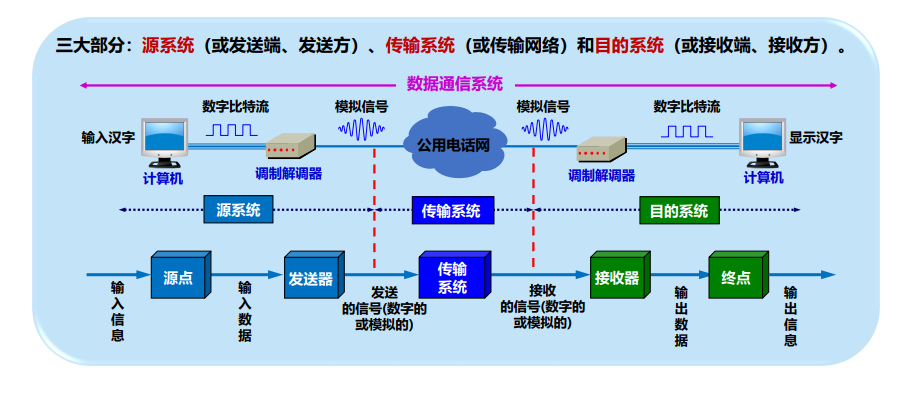 三大部分：源系统（或发送端、发送方）、传输系统（或传输网络）和目的系统（或接收端、接收方）。
数据通信系统
数字比特流
模拟信号
模拟信号
数字比特流
输入汉字
公用电话网
显示汉字
计算机
调制解调器
调制解调器
计算机
源系统
传输系统
目的系统
源点
发送器
传输
系统
接收器
终点
输入信息
输入数据
发送
的信号(数字的
或模拟的)
接收
的信号(数字的
或模拟的)
输出数据
输出信息